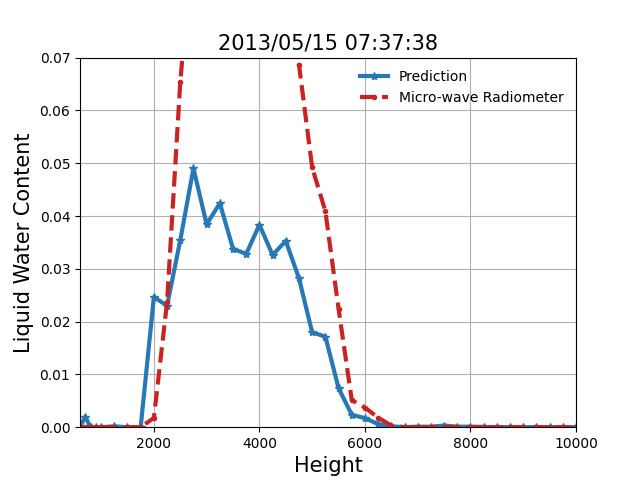 2013/05/15 07:37:38
0.07
0.06
0.05
0.04
0.03
0.02
0.01
0.00
Liquid Water Content
Prediction
Micro-wave Radiometer
2000 4000 6000 8000 10000
Height